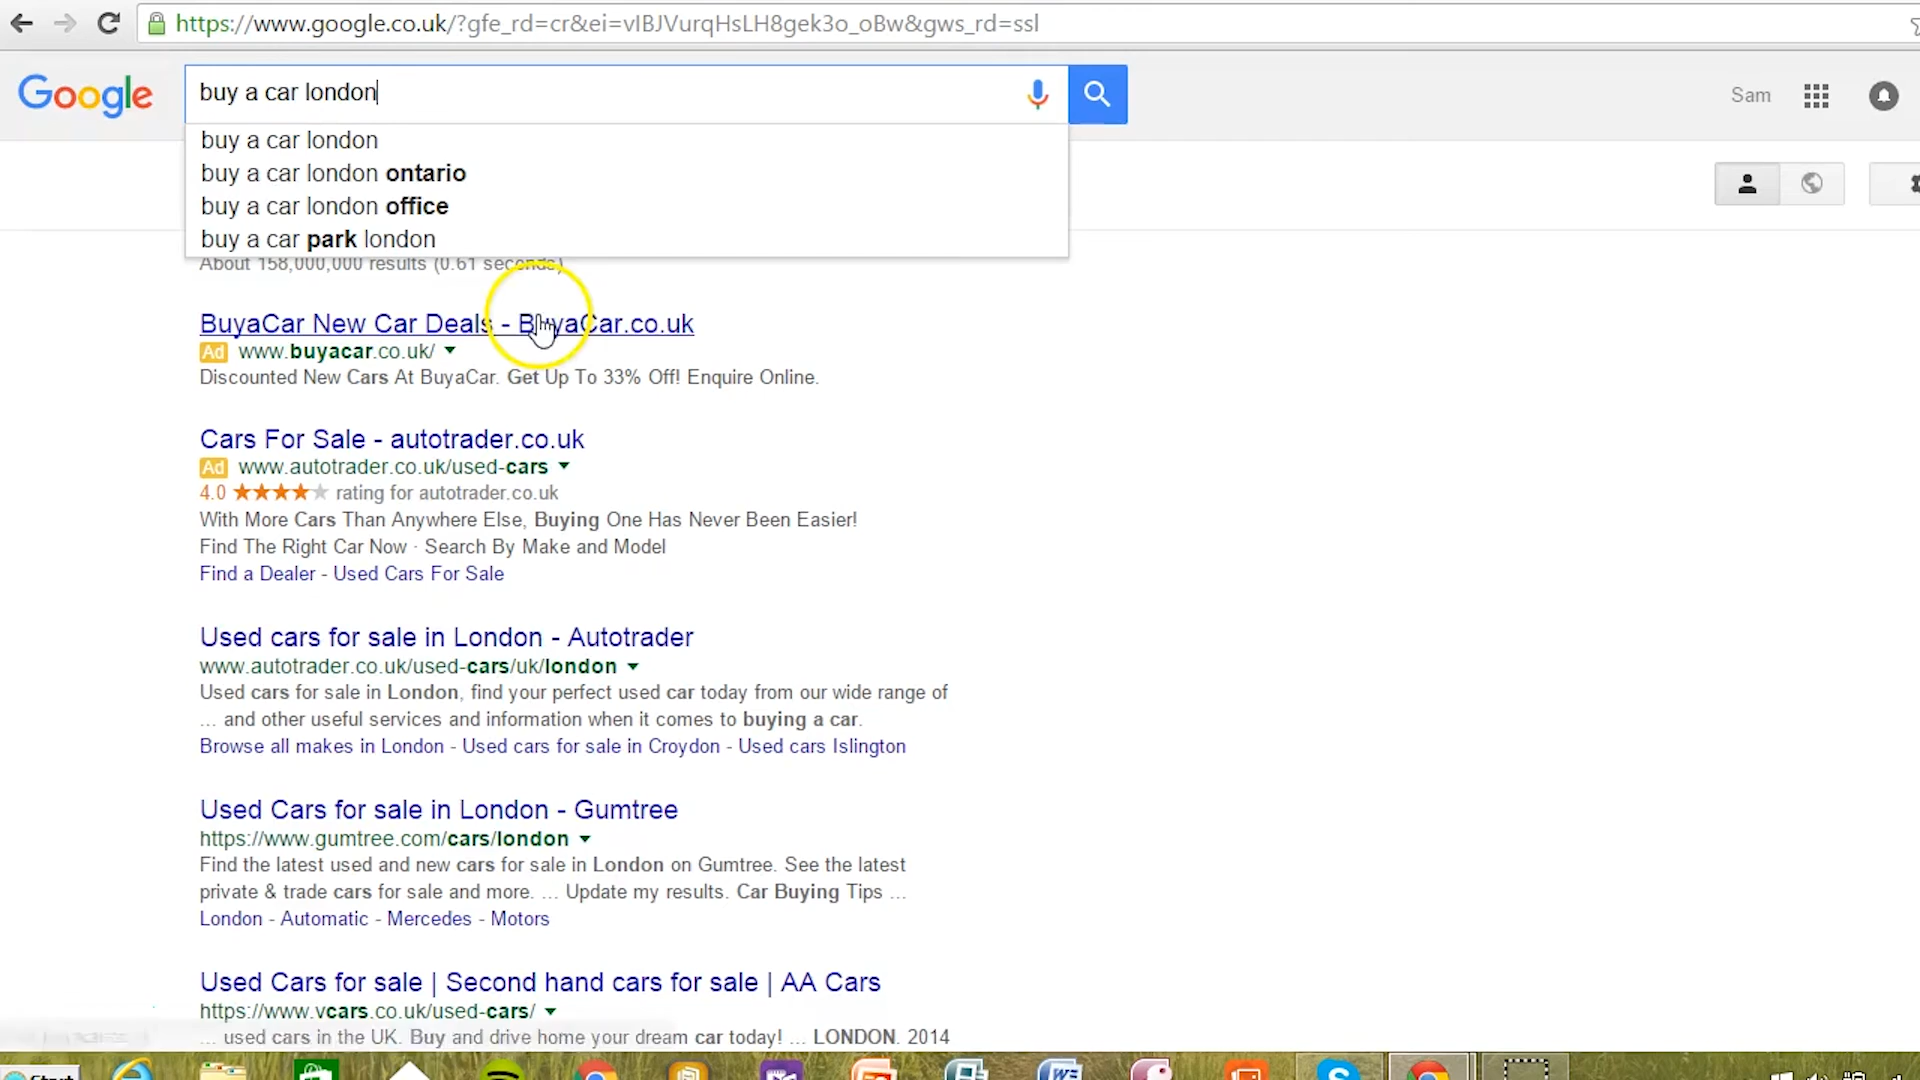 https://www.google.co.uk/?gfe_rd=cr&ei=vIBJVurqHsLH8gek3o_oBw&gws_rd=ssl
Google
buy a car london
Sam
buy a car london
buy a car london ontario
buy a car london office
buy a car park london
About 158,000,000 results (0.61 seconds)
BuyaCar New Car Deals - BuyaCar.co.uk
Ad www.buyacar.co.uk/
Discounted New Cars At BuyaCar. Get Up To 33% Off! Enquire Online.
Cars For Sale - autotrader.co.uk
Ad www.autotrader.co.uk/used-cars
4.0 ★★★★★ rating for autotrader.co.uk
With More Cars Than Anywhere Else, Buying One Has Never Been Easier!
Find The Right Car Now · Search By Make and Model
Find a Dealer - Used Cars For Sale
Used cars for sale in London - Autotrader
www.autotrader.co.uk/used-cars/uk/london
Used cars for sale in London, find your perfect used car today from our wide range of
... and other useful services and information when it comes to buying a car.
Browse all makes in London - Used cars for sale in Croydon - Used cars Islington
Used Cars for sale in London - Gumtree
https://www.gumtree.com/cars/london
Find the latest used and new cars for sale in London on Gumtree. See the latest
private & trade cars for sale and more. ... Update my results. Car Buying Tips ...
London - Automatic - Mercedes - Motors
Used Cars for sale | Second hand cars for sale | AA Cars
https://www.vcars.co.uk/used-cars/
... used cars in the UK. Buy and drive home your dream car today! ... LONDON. 2014
Start